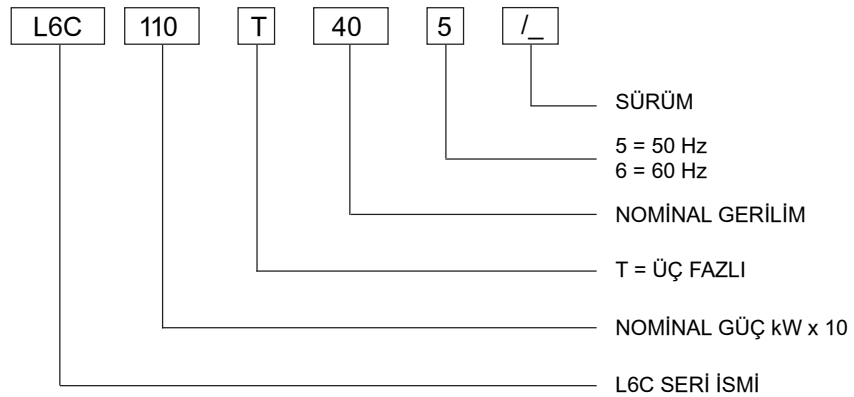 L6C 110 T 40 5 /_
SÜRÜM
5 = 50 Hz
6 = 60 Hz
NOMİNAL GERİLİM
T = ÜÇ FAZLI
NOMİNAL GÜÇ kW x 10
L6C SERİ İSMİ